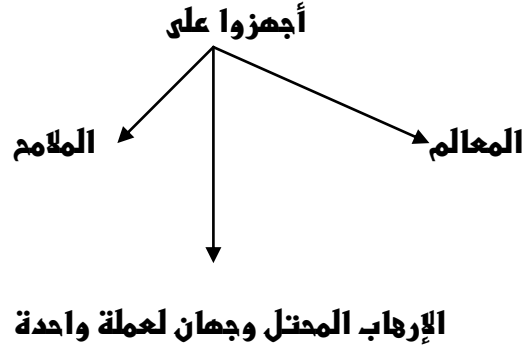 أجهزوا على
المعالم
الملامح
الإرهاب المحتل وجهان لعملة واحدة